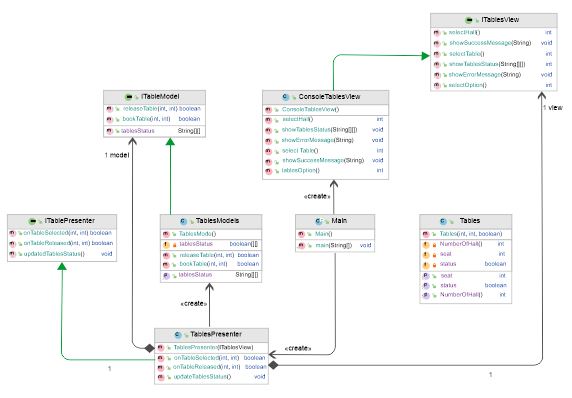 ITablesView
selectHall() int
showSuccessMessage(String) void
selectTable() int
showTablesStatus(String[][]) void
showErrorMessage(String) void
selectOption() int
1 view
ITableModel
releaseTable(int, int) boolean
bookTable(int, int) boolean
tablesStatus String[][]
1 model
ConsoleTablesView
ConsoleTablesView()
selectHall() int
showTablesStatus(String[][]) void
showErrorMessage(String) void
select Table() int
showSuccessMessage(String) void
tablesOption() int
«create»
ITablePresenter
onTableSelected(int, int) boolean
onTableReleased(int, int) boolean
updatedTablesStatus() void
TablesModels
TablesModel()
tablesStatus boolean[][]
releaseTable(int, int) boolean
bookTable(int, int) boolean
tablesStatus String[][]
«create»
Main
Main()
main(String[]) void
«create»
Tables
Tables(int, int, boolean)
NumberOfHall() int
seat int
status boolean
seat int
status boolean
NumberOfHall() int
TablesPresenter
TablesPresenter(ITablesView)
onTableSelected(int, int) boolean
onTableReleased(int, int) boolean
updateTablesStatus() void
1
1